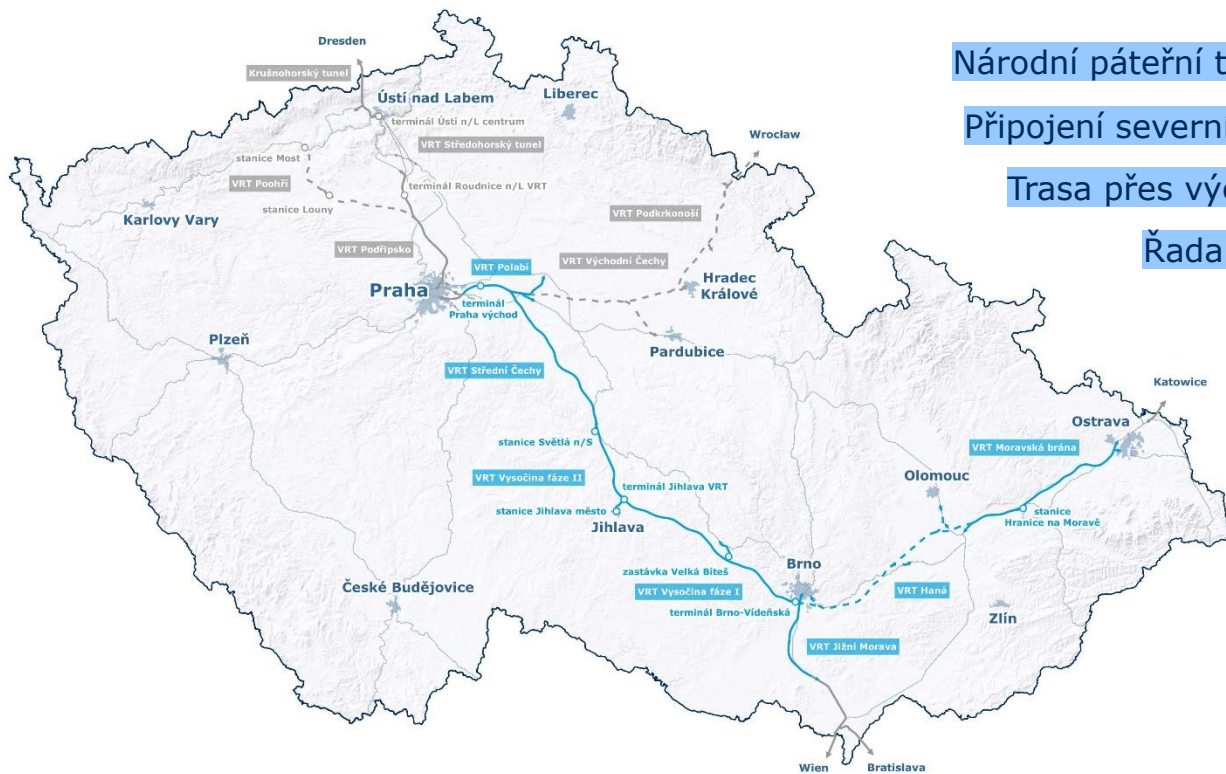 Národní páteřní
Připojení severní
Trasa přes
Řada
Dresden
Krušnohorský tunel
Ústí nad Labem
Liberec
terminál Ústí n/L centrum
Wrocław
VRT Středohorský tunel
stanice Most
VRT Poohří
terminál Roudnice n/L VRT
stanice Louny
Karlovy Vary
VRT Podkrkonoší
VRT Podřipsko
VRT Polabí
VRT Východní Čechy
Praha
Hradec
Králové
terminál
Praha východ
Plzeň
Pardubice
VRT Střední Čechy
Katowice
Ostrava
stanice Světlá n/S
VRT Moravská brána
VRT Vysočina fáze II
Olomouc
terminál Jihlava VRT
stanice Jihlava město
stanice
Hranice na Moravě
Jihlava
zastávka Velká Bíteš
Brno
České Budějovice
VRT Vysočina fáze I
VRT Haná
terminál Brno-Vídeňská
Zlín
VRT Jižní Morava
Wien
Bratislava